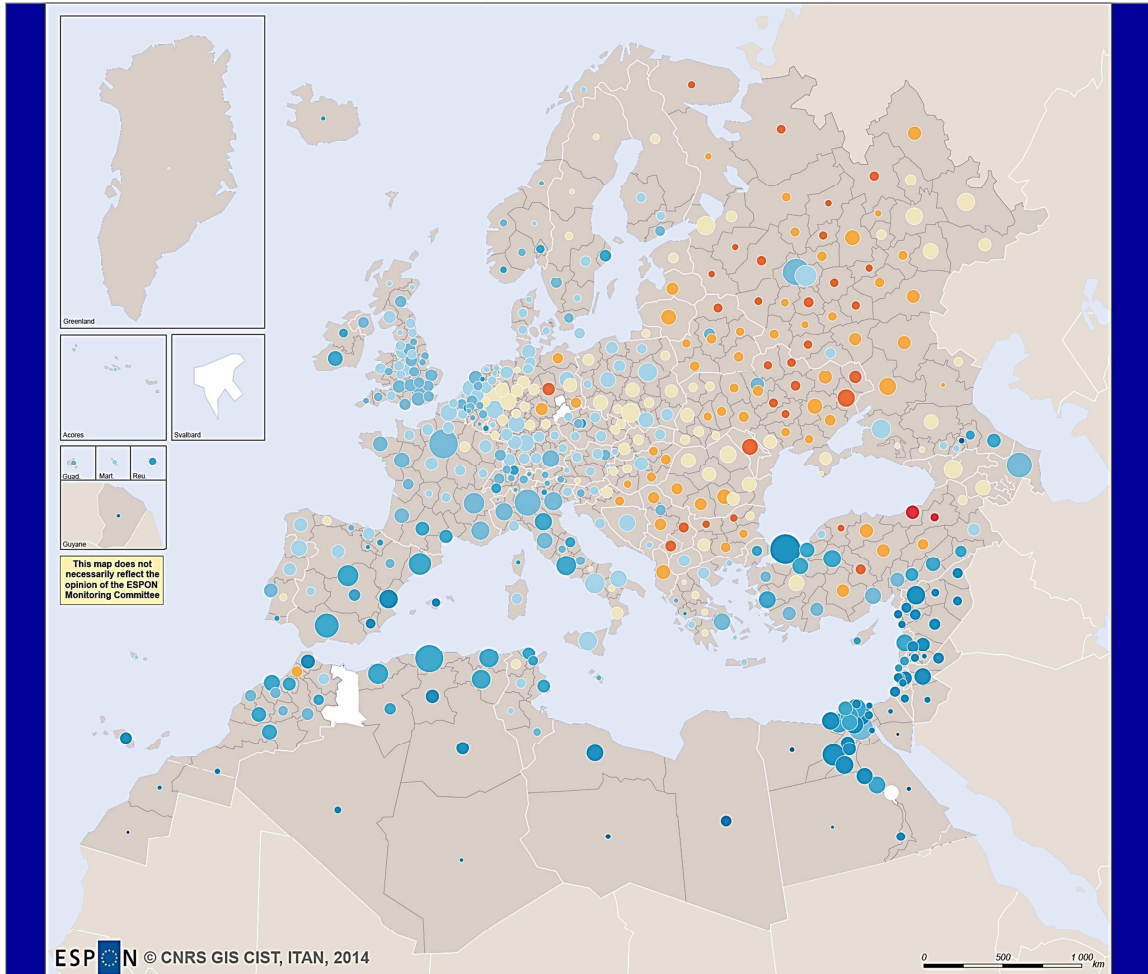 Greenland
Acores
Svalbard
Guad.
Mart.
Reu.
Guyane
This map does not
necessarily reflect the
opinion of the ESPON
Monitoring Committee
ESPON © CNRS GIS CIST, ITAN, 2014
0 500 1 000
km